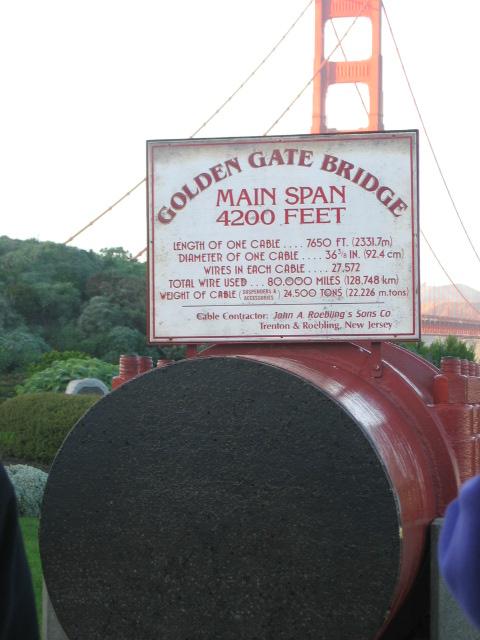 GOLDEN GATE BRIDGE
MAIN SPAN
4200 FEET
LENGTH OF ONE CABLE .... 7650 FT. (2331.7m)
DIAMETER OF ONE CABLE .... 36 3/8 IN. (92.4 cm)
WIRES IN EACH CABLE .... 27,572
TOTAL WIRE USED ... 80,000 MILES (128,748 km)
WEIGHT OF CABLE (SUSPENDERS & ACCESSORIES) 24,500 TONS (22,226 m.tons)
Cable Contractor: John A. Roebling's Sons Co
Trenton & Roebling, New Jersey